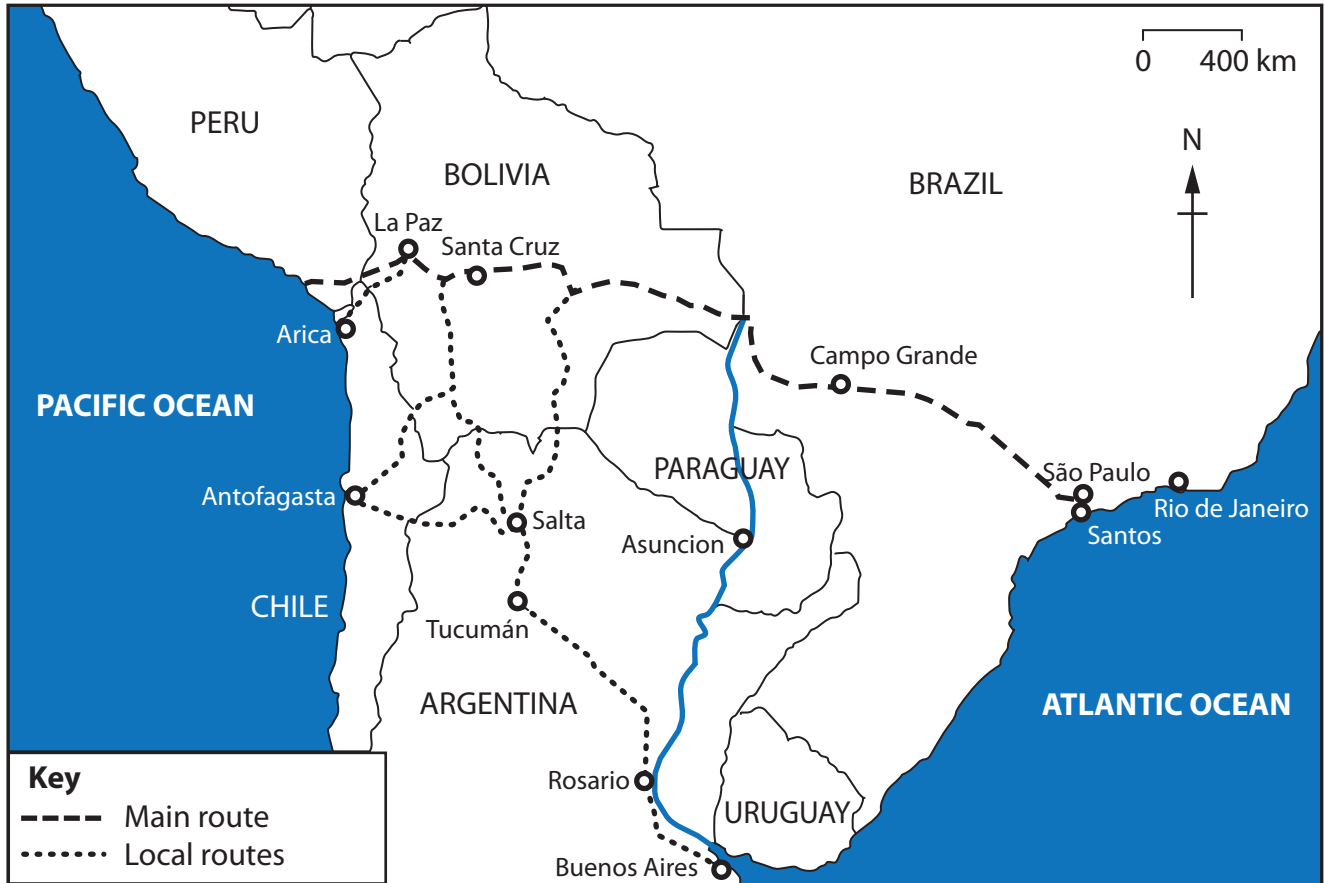 0 400 km
N
PERU
BOLIVIA
BRAZIL
La Paz
Santa Cruz
Arica
Campo Grande
PACIFIC OCEAN
PARAGUAY
São Paulo
Antofagasta
Salta
Rio de Janeiro
Asuncion
Santos
CHILE
Tucumán
ARGENTINA
ATLANTIC OCEAN
Rosario
URUGUAY
Buenos Aires
Key
Main route
Local routes